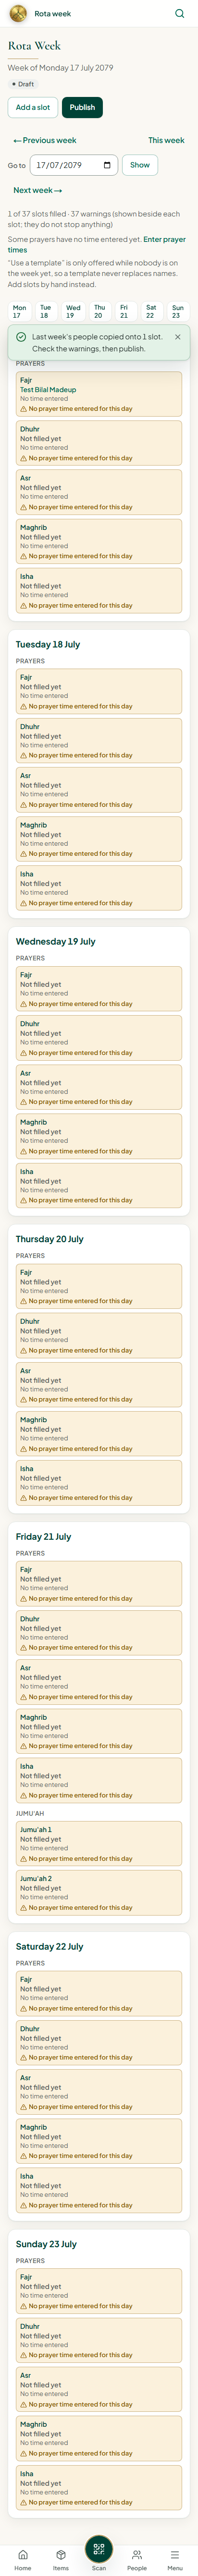 Rota week
Rota Week
Week of Monday 17 July 2079
Draft
Add a slot
Publish
← Previous week
This week
Go to
17/07/2079
Show
Next week →
1 of 37 slots filled · 37 warnings (shown beside each
slot; they do not stop anything)
Some prayers have no time entered yet. Enter prayer
times
“Use a template” is only offered while nobody is on
the week yet, so a template never replaces names.
Add slots by hand instead.
Mon
17
Tue
18
Wed
19
Thu
20
Fri
21
Sat
22
Sun
23
Last week's people copied onto 1 slot.
Check the warnings, then publish.
PRAYERS
Fajr
Test Bilal Madeup
No time entered
No prayer time entered for this day
Dhuhr
Not filled yet
No time entered
No prayer time entered for this day
Asr
Not filled yet
No time entered
No prayer time entered for this day
Maghrib
Not filled yet
No time entered
No prayer time entered for this day
Isha
Not filled yet
No time entered
No prayer time entered for this day
Tuesday 18 July
PRAYERS
Fajr
Not filled yet
No time entered
No prayer time entered for this day
Dhuhr
Not filled yet
No time entered
No prayer time entered for this day
Asr
Not filled yet
No time entered
No prayer time entered for this day
Maghrib
Not filled yet
No time entered
No prayer time entered for this day
Isha
Not filled yet
No time entered
No prayer time entered for this day
Wednesday 19 July
PRAYERS
Fajr
Not filled yet
No time entered
No prayer time entered for this day
Dhuhr
Not filled yet
No time entered
No prayer time entered for this day
Asr
Not filled yet
No time entered
No prayer time entered for this day
Maghrib
Not filled yet
No time entered
No prayer time entered for this day
Isha
Not filled yet
No time entered
No prayer time entered for this day
Thursday 20 July
PRAYERS
Fajr
Not filled yet
No time entered
No prayer time entered for this day
Dhuhr
Not filled yet
No time entered
No prayer time entered for this day
Asr
Not filled yet
No time entered
No prayer time entered for this day
Maghrib
Not filled yet
No time entered
No prayer time entered for this day
Isha
Not filled yet
No time entered
No prayer time entered for this day
Friday 21 July
PRAYERS
Fajr
Not filled yet
No time entered
No prayer time entered for this day
Dhuhr
Not filled yet
No time entered
No prayer time entered for this day
Asr
Not filled yet
No time entered
No prayer time entered for this day
Maghrib
Not filled yet
No time entered
No prayer time entered for this day
Isha
Not filled yet
No time entered
No prayer time entered for this day
JUMU'AH
Jumu'ah 1
Not filled yet
No time entered
No prayer time entered for this day
Jumu'ah 2
Not filled yet
No time entered
No prayer time entered for this day
Saturday 22 July
PRAYERS
Fajr
Not filled yet
No time entered
No prayer time entered for this day
Dhuhr
Not filled yet
No time entered
No prayer time entered for this day
Asr
Not filled yet
No time entered
No prayer time entered for this day
Maghrib
Not filled yet
No time entered
No prayer time entered for this day
Isha
Not filled yet
No time entered
No prayer time entered for this day
Sunday 23 July
PRAYERS
Fajr
Not filled yet
No time entered
No prayer time entered for this day
Dhuhr
Not filled yet
No time entered
No prayer time entered for this day
Asr
Not filled yet
No time entered
No prayer time entered for this day
Maghrib
Not filled yet
No time entered
No prayer time entered for this day
Isha
Not filled yet
No time entered
No prayer time entered for this day
Home
Items
Scan
People
Menu